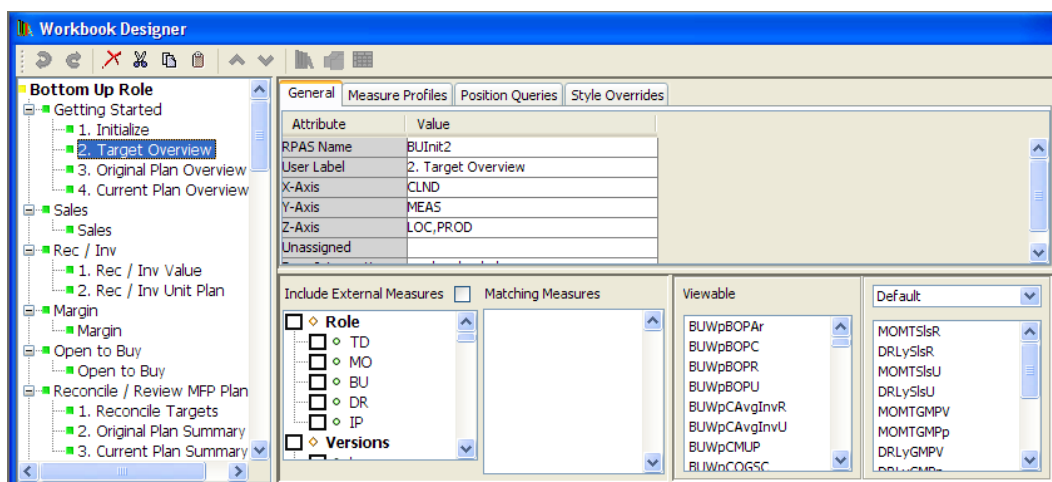 Workbook Designer
Bottom Up Role
Getting Started
1. Initialize
2. Target Overview
3. Original Plan Overview
4. Current Plan Overview
Sales
Sales
Rec / Inv
1. Rec / Inv Value
2. Rec / Inv Unit Plan
Margin
Margin
Open to Buy
Open to Buy
Reconcile / Review MFP Plan
1. Reconcile Targets
2. Original Plan Summary
3. Current Plan Summary
General Measure Profiles Position Queries Style Overrides
Attribute Value
RPAS Name BUInit2
User Label 2. Target Overview
X-Axis CLND
Y-Axis MEAS
Z-Axis LOC,PROD
Unassigned
Include External Measures Matching Measures
Role
TD
MO
BU
DR
IP
Versions
Viewable
BUWpBOPAr
BUWpBOPC
BUWpBOPR
BUWpBOPU
BUWpCAvgInvR
BUWpCAvgInvU
BUWpCMUP
BUWpCOGSC
Default
MOMTSlsR
DRLySlsR
MOMTSlsU
DRLySlsU
MOMTGMPV
MOMTGMPp
DRLyGMPV
DRLyGMPp